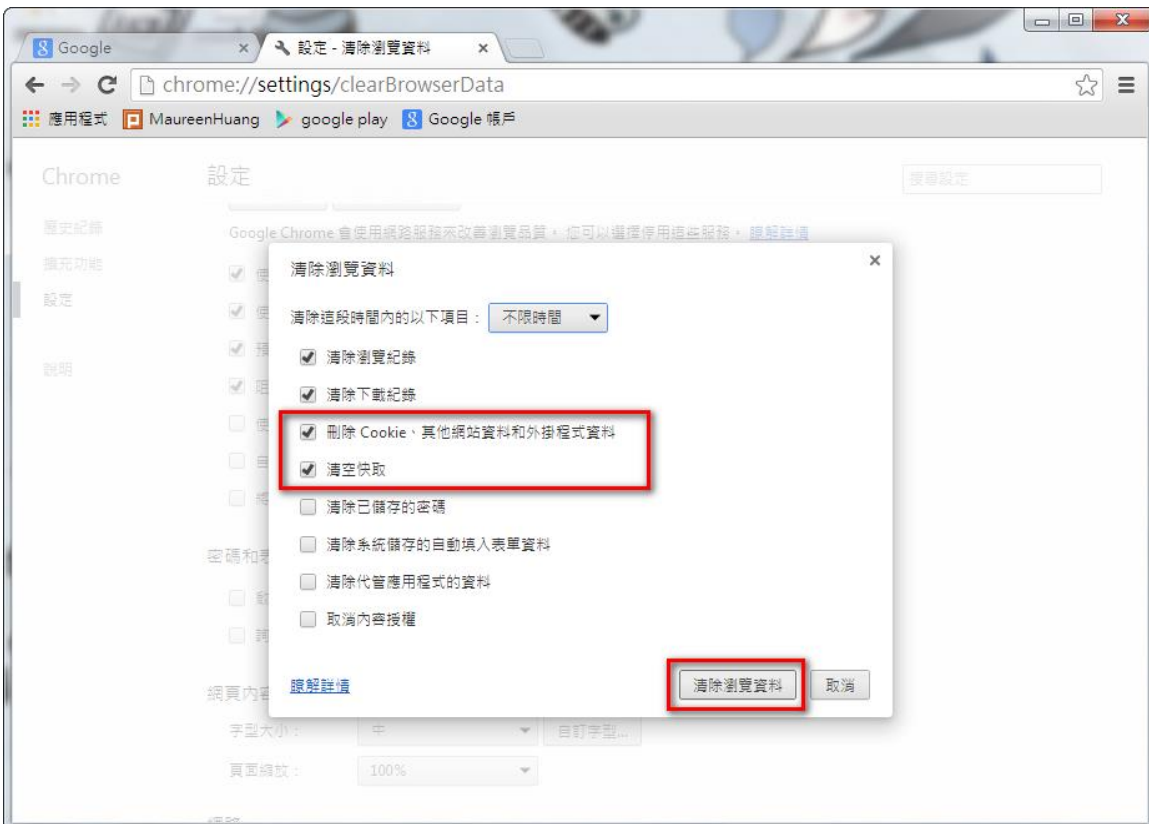 Google
設定 - 清除瀏覽資料
chrome://settings/clearBrowserData
應用程式 MaureenHuang google play Google 帳戶
Chrome
設定
搜尋設定
歷史紀錄
Google Chrome 會使用網路服務來改善瀏覽品質。您可以選擇停用這些服務。瞭解詳情
擴充功能
設定
說明
清除瀏覽資料
清除這段時間內的以下項目： 不限時間
清除瀏覽紀錄
清除下載紀錄
刪除 Cookie、其他網站資料和外掛程式資料
清空快取
清除已儲存的密碼
清除系統儲存的自動填入表單資料
清除代管應用程式的資料
取消內容授權
瞭解詳情
清除瀏覽資料 取消
密碼和表
網頁內容
字型大小： 中 自訂字型...
頁面縮放： 100%